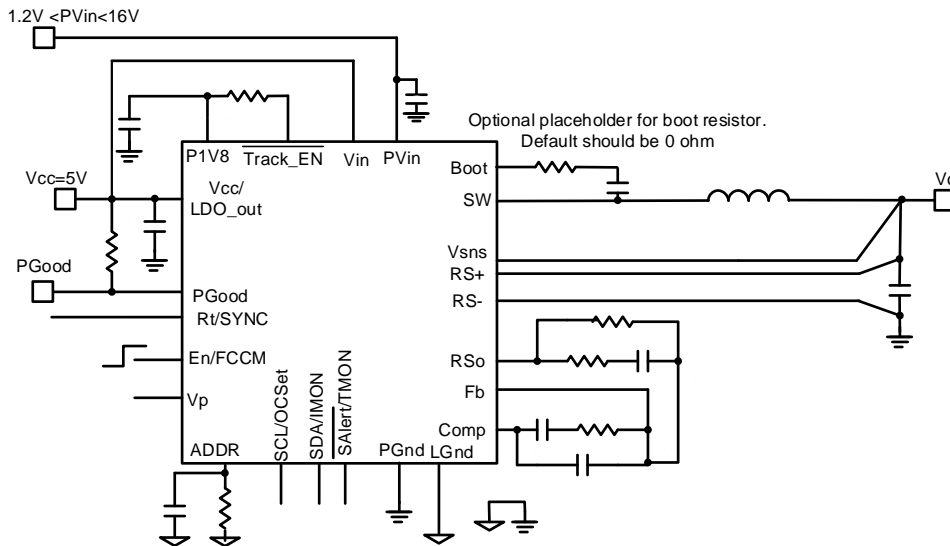 1.2V <PVin<16V
Optional placeholder for boot resistor.
Default should be 0 ohm
P1V8
Track_EN
Vin
PVin
Boot
Vcc=5V
Vcc/
LDO_out
SW
Vsns
PGood
RS+
PGood
RS-
Rt/SYNC
En/FCCM
RSo
Vp
Fb
SCL/OCSet
SDA/IMON
SAlert/TMON
Comp
ADDR
PGnd
LGnd